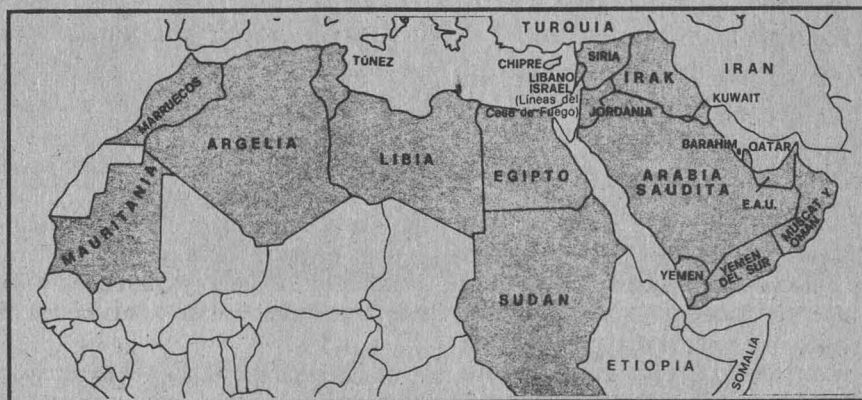 TURQUIA
TÚNEZ
CHIPRE
SIRIA
LIBANO
ISRAEL
(Líneas del
Cese de Fuego)
IRAK
IRAN
JORDANIA
KUWAIT
MARRUECOS
ARGELIA
LIBIA
EGIPTO
BARAHIM
QATAR
ARABIA
SAUDITA
E.A.U.
MUSCAT Y
OMAN
MAURITANIA
YEMEN
YEMEN
DEL SUR
SUDAN
ETIOPIA
SOMALIA